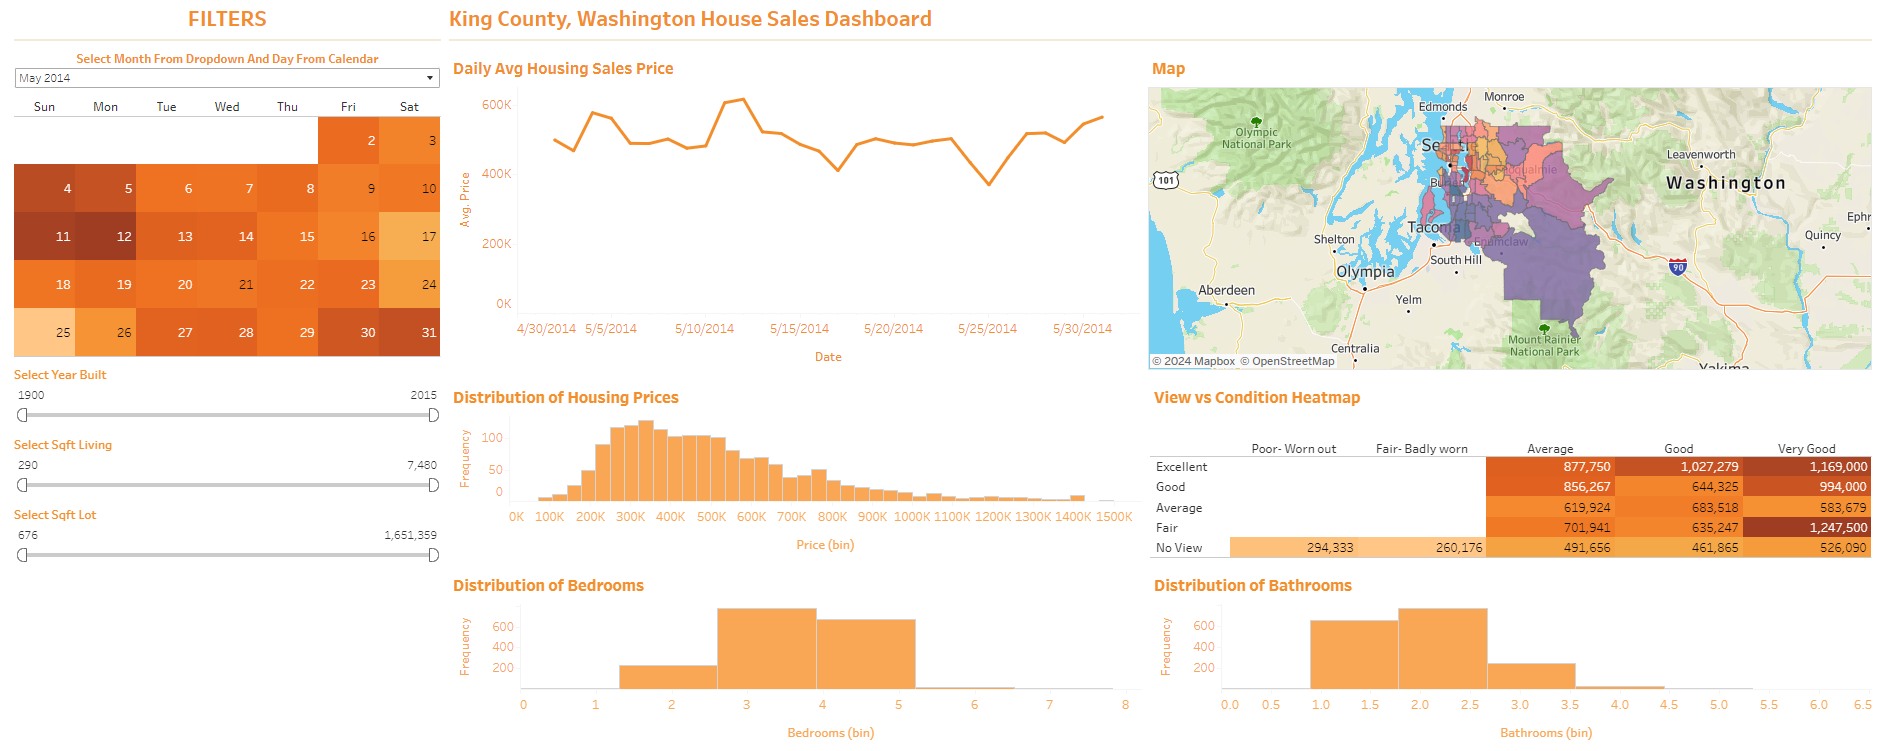 FILTERS
King County, Washington House Sales Dashboard
Select Month From Dropdown And Day From Calendar
May 2014
Sun Mon Tue Wed Thu Fri Sat
2 3
4 5 6 7 8 9 10
11 12 13 14 15 16 17
18 19 20 21 22 23 24
25 26 27 28 29 30 31
Select Year Built
1900 2015
Select Sqft Living
290 7,480
Select Sqft Lot
676 1,651,359
Daily Avg Housing Sales Price
Avg. Price
600K
400K
200K
0K
4/30/2014 5/5/2014 5/10/2014 5/15/2014 5/20/2014 5/25/2014 5/30/2014
Date
Map
Edmonds
Monroe
Olympic
National Park
Leavenworth
Washington
101
Tacoma
Enumclaw
Shelton
South Hill
Olympia
Quincy
Ephr
90
Aberdeen
Yelm
Centralia
Mount Rainier
National Park
Yakima
© 2024 Mapbox © OpenStreetMap
Distribution of Housing Prices
Frequency
100
50
0
0K 100K 200K 300K 400K 500K 600K 700K 800K 900K 1000K 1100K 1200K 1300K 1400K 1500K
Price (bin)
View vs Condition Heatmap
Poor- Worn out Fair- Badly worn Average Good Very Good
Excellent 877,750 1,027,279 1,169,000
Good 856,267 644,325 994,000
Average 619,924 683,518 583,679
Fair 701,941 635,247 1,247,500
No View 294,333 260,176 491,656 461,865 526,090
Distribution of Bedrooms
Frequency
600
400
200
0 1 2 3 4 5 6 7 8
Bedrooms (bin)
Distribution of Bathrooms
Frequency
600
400
200
0.0 0.5 1.0 1.5 2.0 2.5 3.0 3.5 4.0 4.5 5.0 5.5 6.0 6.5
Bathrooms (bin)